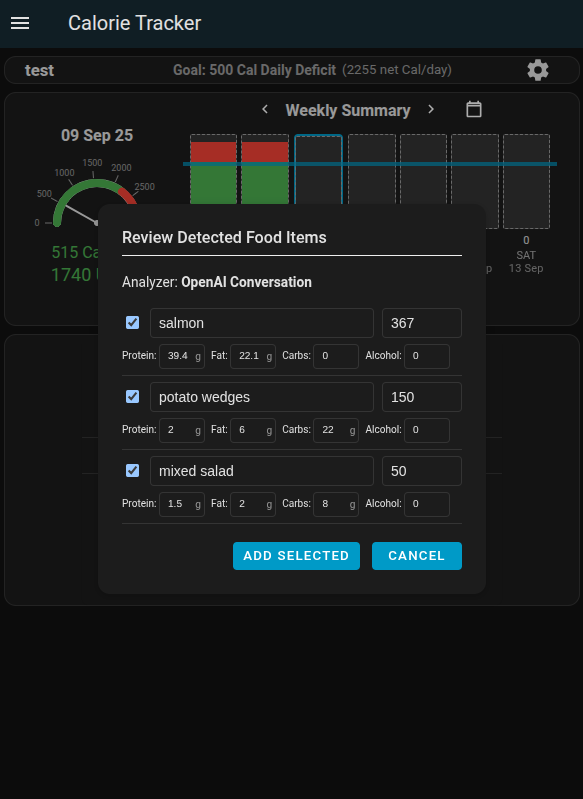 Calorie Tracker
test Goal: 500 Cal Daily Deficit (2255 net Cal/day)
Weekly Summary
09 Sep 25
0 500 1000 1500 2000 2500
515 Ca
1740
0
SAT
13 Sep
p
Review Detected Food Items
Analyzer: OpenAI Conversation
salmon 367
Protein: 39.4 g Fat: 22.1 g Carbs: 0 Alcohol: 0
potato wedges 150
Protein: 2 g Fat: 6 g Carbs: 22 g Alcohol: 0
mixed salad 50
Protein: 1.5 g Fat: 2 g Carbs: 8 g Alcohol: 0
ADD SELECTED CANCEL